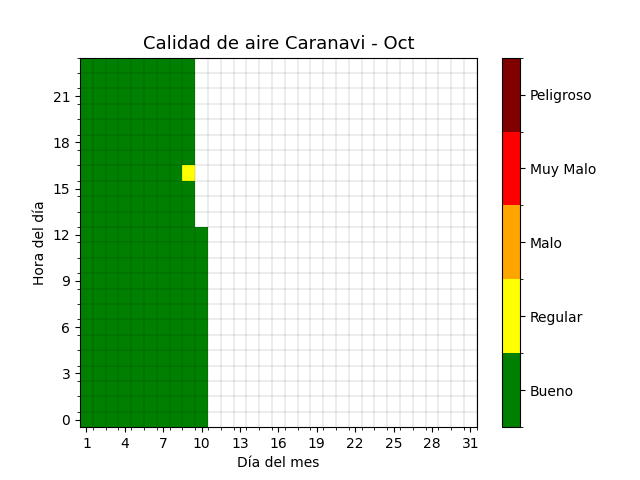 Calidad de aire Caranavi - Oct
Hora del día
21
18
15
12
9
6
3
0
1 4 7 10 13 16 19 22 25 28 31
Día del mes
Peligroso
Muy Malo
Malo
Regular
Bueno